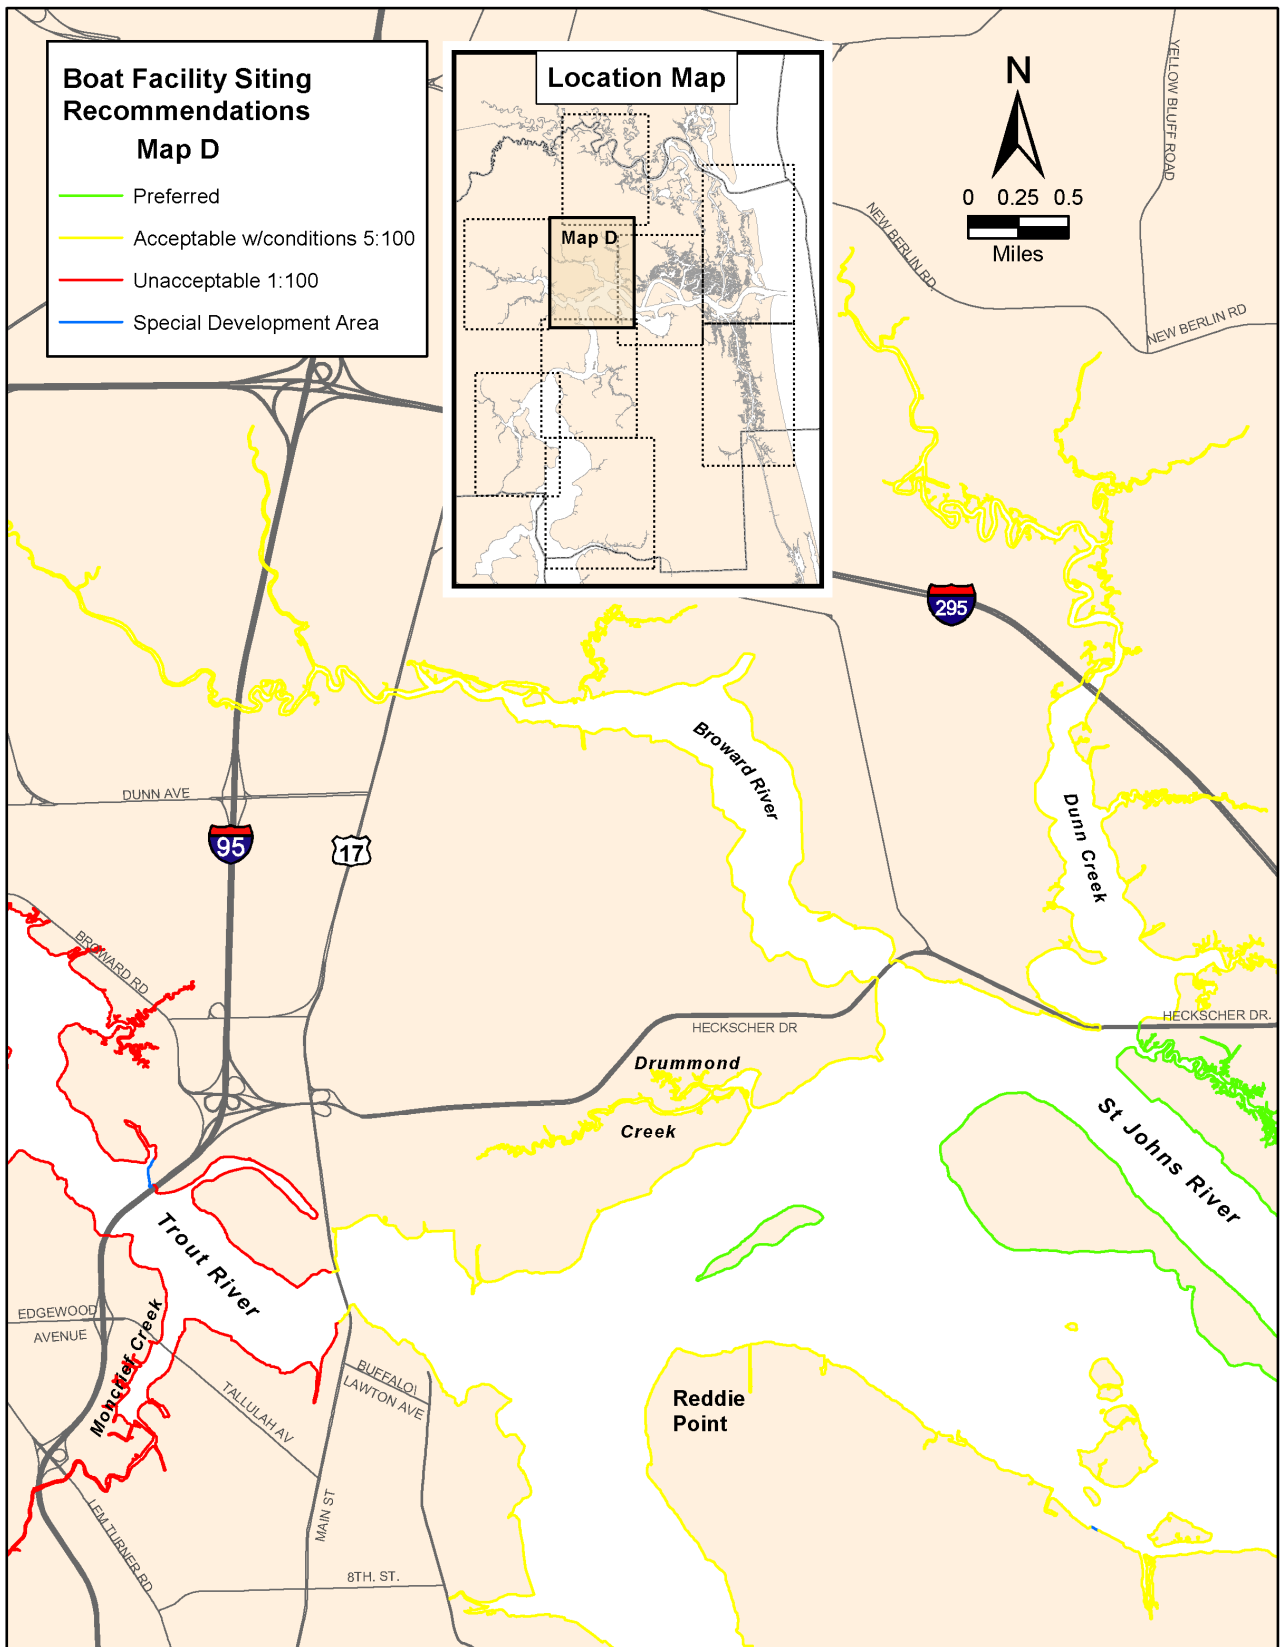 Boat Facility Siting
Recommendations
Map D
Preferred
Acceptable w/conditions 5:100
Unacceptable 1:100
Special Development Area
Location Map
Map D
N
0 0.25 0.5
Miles
YELLOW BLUFF ROAD
NEW BERLIN RD.
NEW BERLIN RD
295
Broward River
Dunn Creek
DUNN AVE
95
17
BROWARD RD
HECKSCHER DR
HECKSCHER DR.
Drummond
Creek
St Johns River
Trout River
EDGEWOOD
AVENUE
Moncrief Creek
TALLULAH AV
BUFFALO
LAWTON AVE
Reddie
Point
MAIN ST
LEM TURNER RD
8TH. ST.